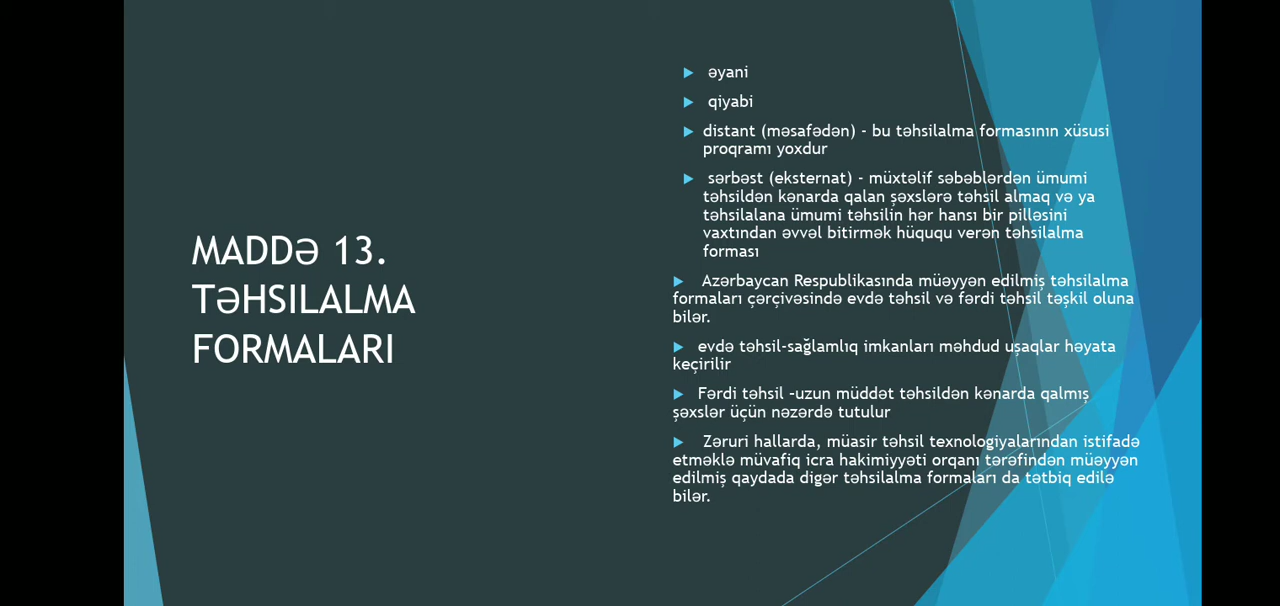 MADDƏ 13.
TƏHSILALMA
FORMALARI
əyani
qiyabi
distant (məsafədən) - bu təhsilalma formasının xüsusi
proqramı yoxdur
sərbəst (eksternat) - müxtəlif səbəblərdən ümumi
təhsildən kənarda qalan şəxslərə təhsil almaq və ya
təhsilalana ümumi təhsilin hər hansı bir pilləsini
vaxtından əvvəl bitirmək hüququ verən təhsilalma
forması
Azərbaycan Respublikasında müəyyən edilmiş təhsilalma
formaları çərçivəsində evdə təhsil və fərdi təhsil təşkil oluna
bilər.
evdə təhsil-sağlamlıq imkanları məhdud uşaqlar həyata
keçirilir
Fərdi təhsil -uzun müddət təhsildən kənarda qalmış
şəxslər üçün nəzərdə tutulur
Zəruri hallarda, müasir təhsil texnologiyalarından istifadə
etməklə müvafiq icra hakimiyyəti orqanı tərəfindən müəyyən
edilmiş qaydada digər təhsilalma formaları da tətbiq edilə
bilər.